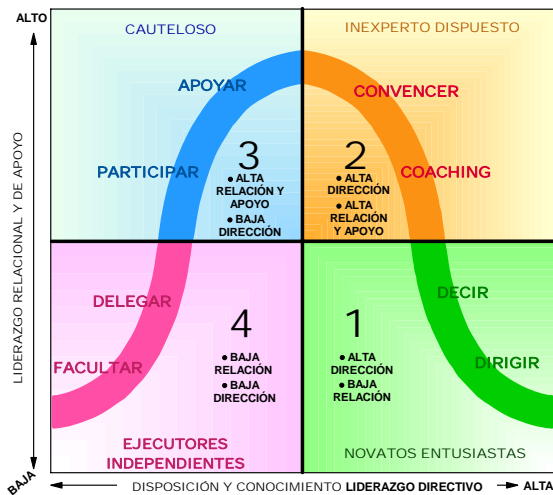 ALTO
LIDERAZGO RELACIONAL Y DE APOYO
BAJA
CAUTELOSO
APOYAR
PARTICIPAR
3
● ALTA
RELACIÓN Y
APOYO
● BAJA
DIRECCIÓN
INEXPERTO DISPUESTO
CONVENCER
COACHING
2
● ALTA
DIRECCIÓN
● ALTA
RELACIÓN
Y APOYO
DELEGAR
FACULTAR
4
● BAJA
RELACIÓN
● BAJA
DIRECCIÓN
EJECUTORES
INDEPENDIENTES
DECIR
DIRIGIR
1
● ALTA
DIRECCIÓN
● BAJA
RELACIÓN
NOVATOS ENTUSIASTAS
DISPOSICIÓN Y CONOCIMIENTO LIDERAZGO DIRECTIVO
ALTA